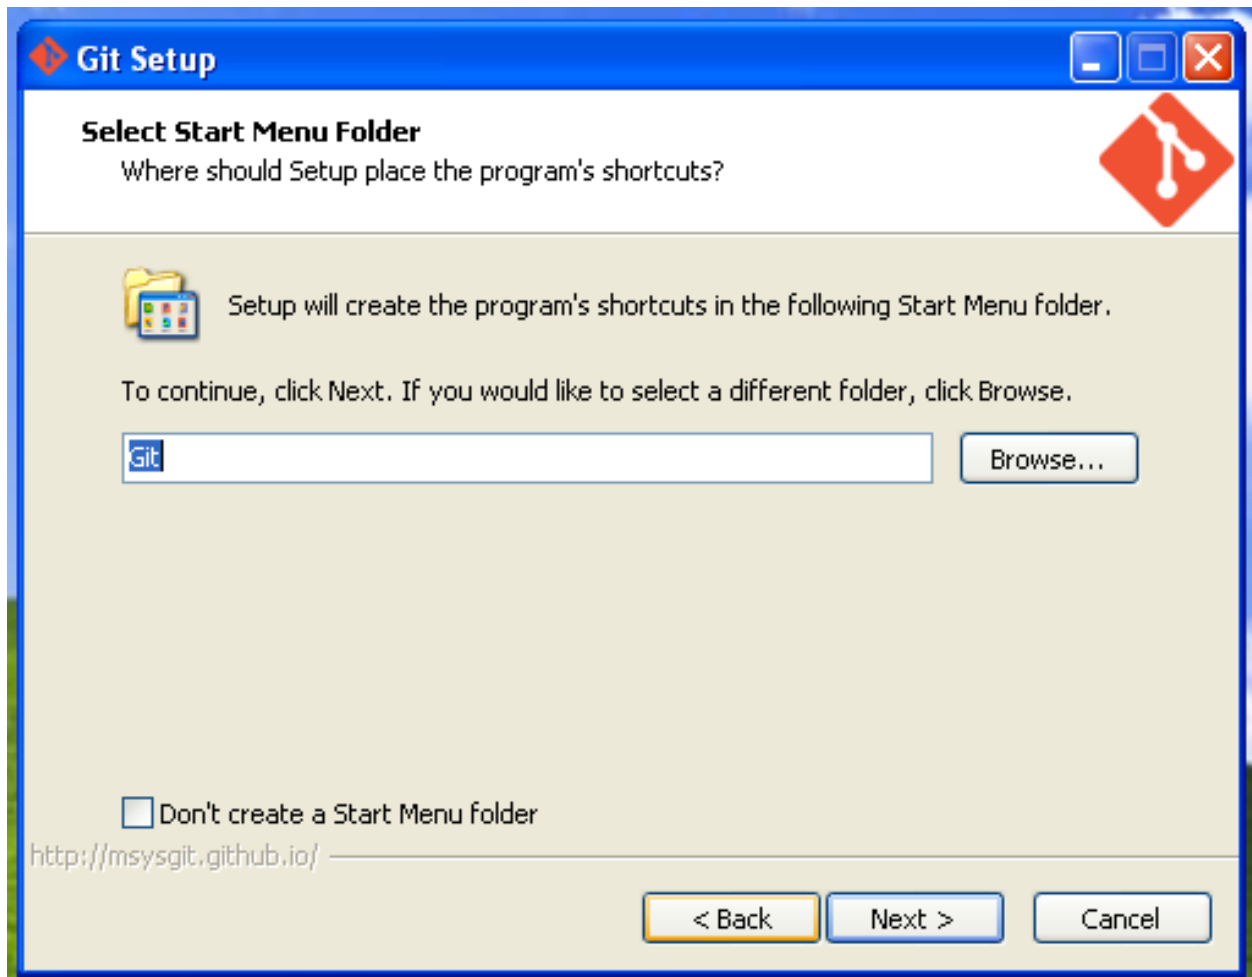 Git Setup
Select Start Menu Folder
Where should Setup place the program's shortcuts?
Setup will create the program's shortcuts in the following Start Menu folder.
To continue, click Next. If you would like to select a different folder, click Browse.
Git
Browse...
Don't create a Start Menu folder
http://msysgit.github.io/
< Back
Next >
Cancel